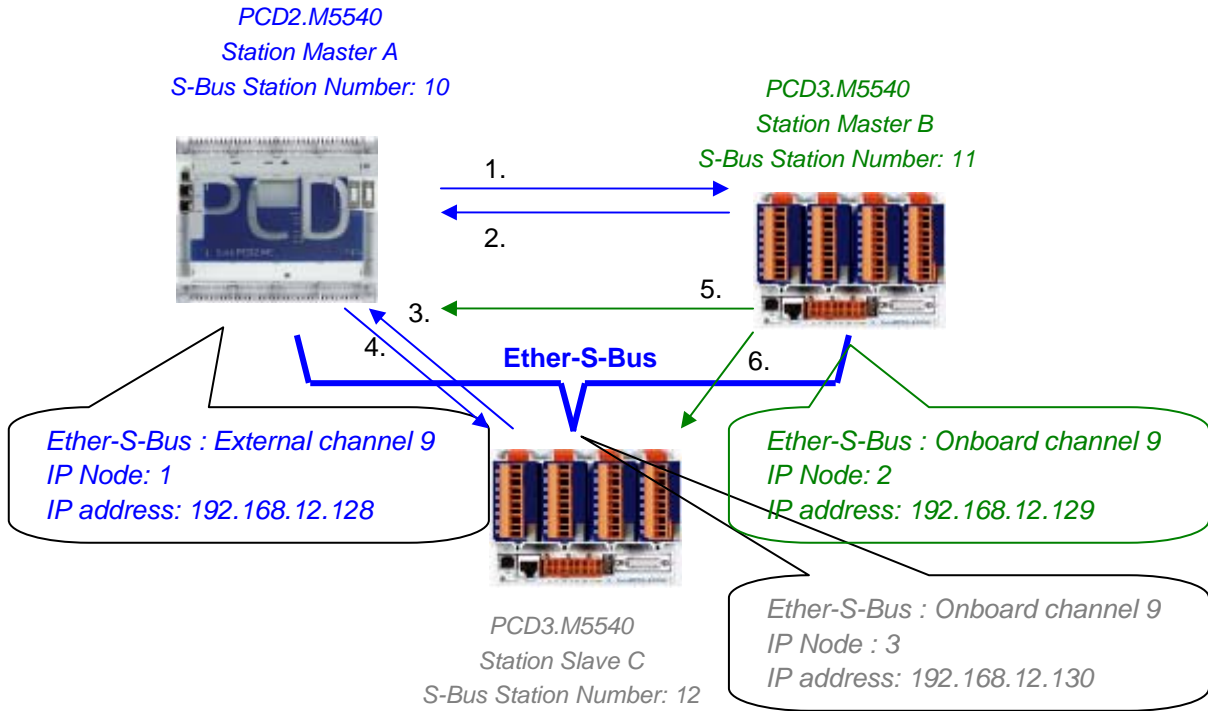 PCD2.M5540
Station Master A
S-Bus Station Number: 10
PCD3.M5540
Station Master B
S-Bus Station Number: 11
PCD
1.
2.
3.
4.
5.
6.
Ether-S-Bus
Ether-S-Bus : External channel 9
IP Node: 1
IP address: 192.168.12.128
Ether-S-Bus : Onboard channel 9
IP Node: 2
IP address: 192.168.12.129
PCD3.M5540
Station Slave C
S-Bus Station Number: 12
Ether-S-Bus : Onboard channel 9
IP Node : 3
IP address: 192.168.12.130